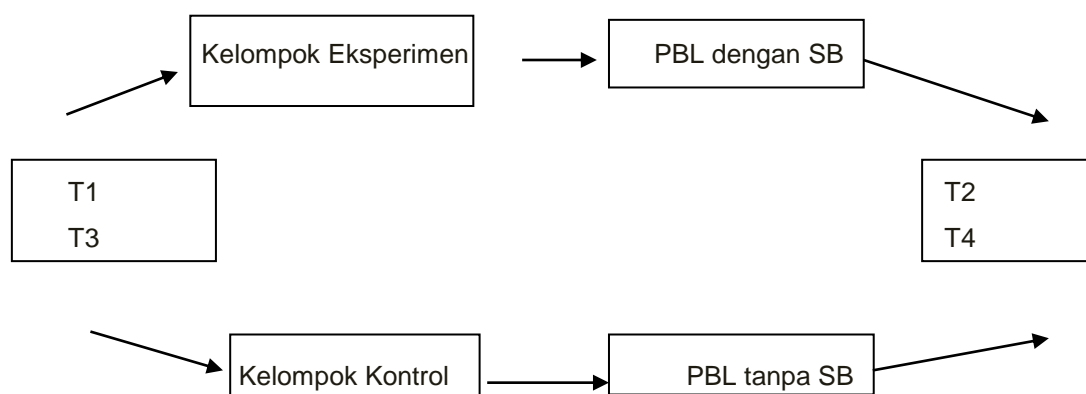 Kelompok Eksperimen
PBL dengan SB
T1
T3
T2
T4
Kelompok Kontrol
PBL tanpa SB